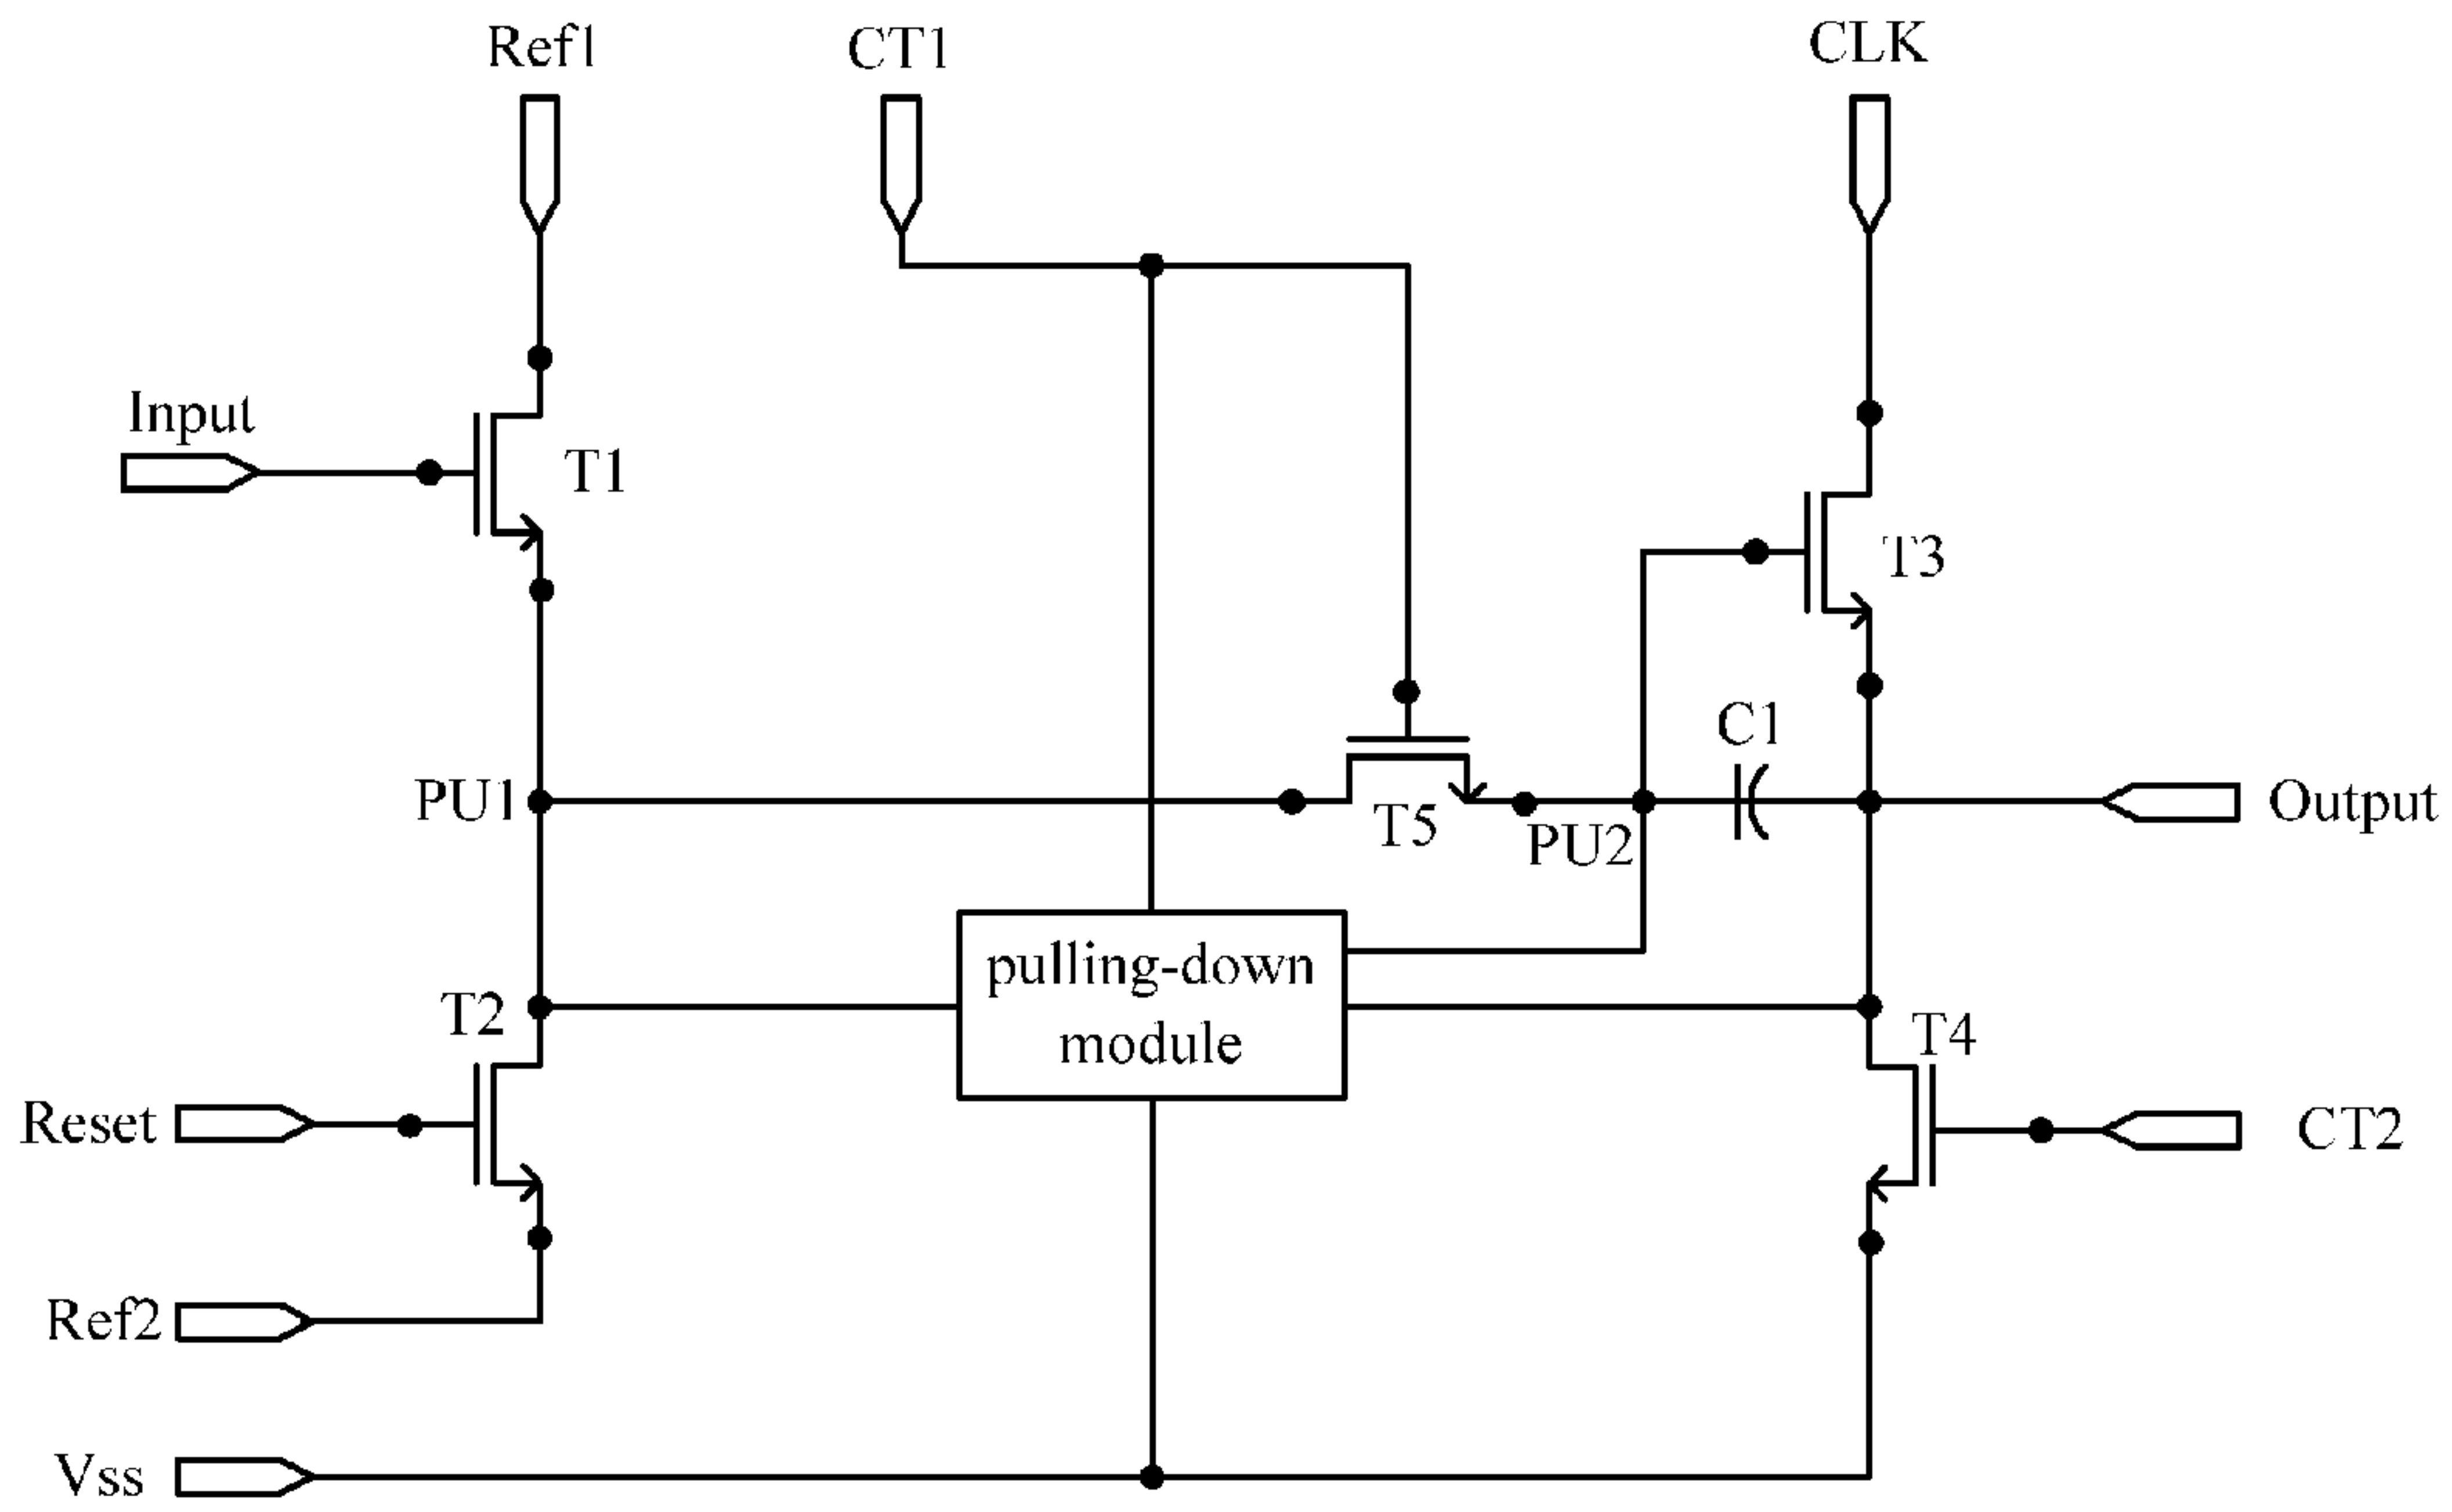 Ref1
CT1
CLK
Input
T1
T3
C1
PU1
T5
PU2
Output
pulling-down
module
T2
T4
Reset
CT2
Ref2
Vss